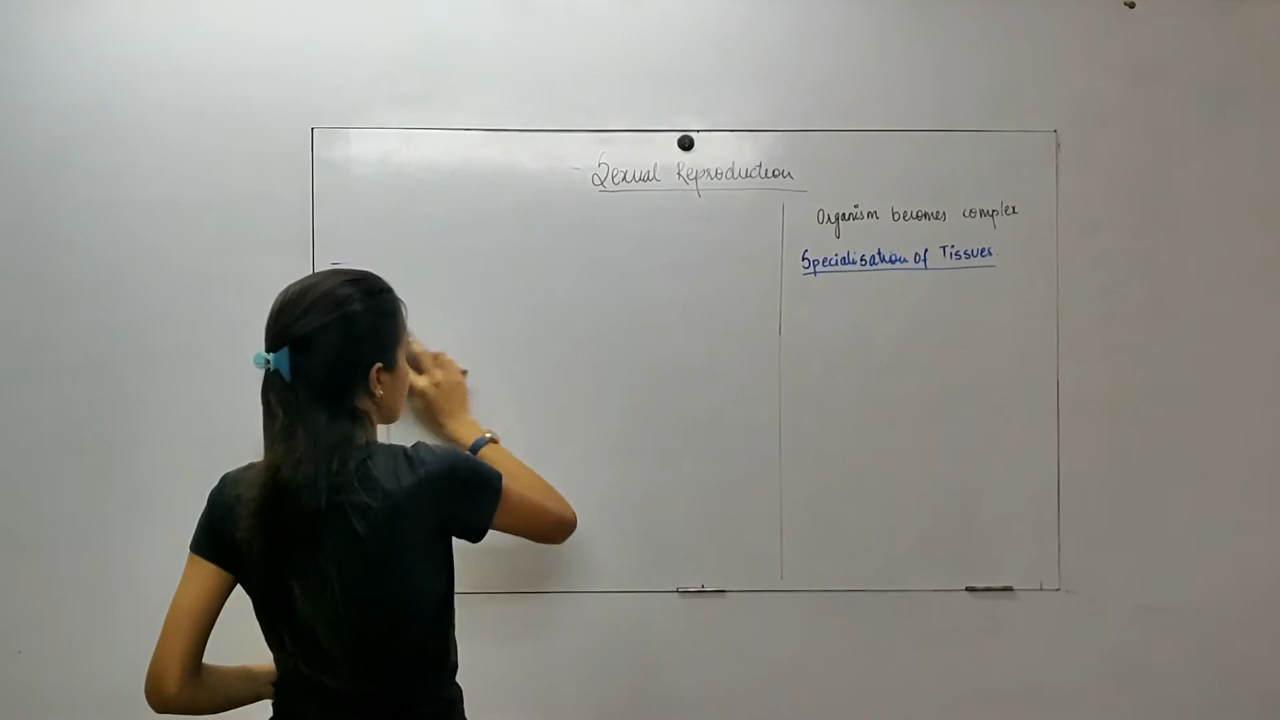 Sexual Reproduction
Organism becomes complex
Specialisation of Tissues